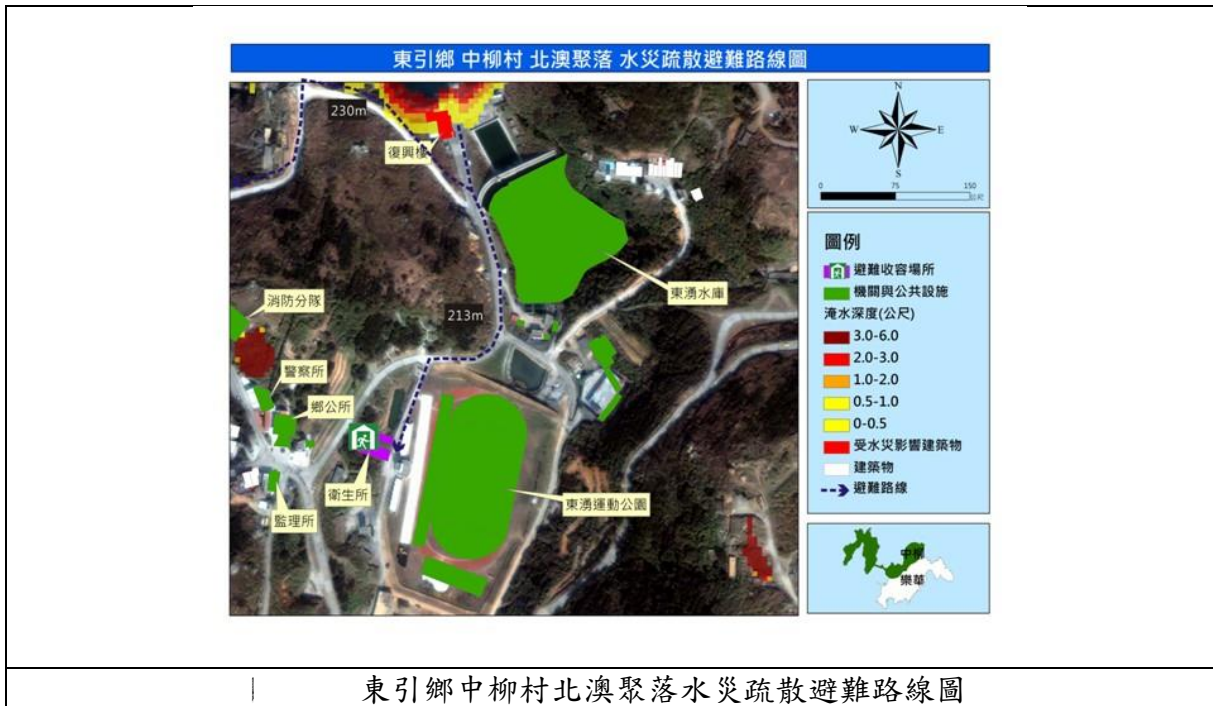 東引鄉 中柳村 北澳聚落 水災疏散避難路線圖
230m
復興樓
東湧水庫
消防分隊
213m
警察所
鄉公所
衛生所
監理所
東湧運動公園
N
W
E
S
0
75
150
公尺
圖例
避難收容場所
機關與公共設施
淹水深度(公尺)
3.0-6.0
2.0-3.0
1.0-2.0
0.5-1.0
0-0.5
受水災影響建築物
建築物
避難路線
中柳
樂華
東引鄉中柳村北澳聚落水災疏散避難路線圖